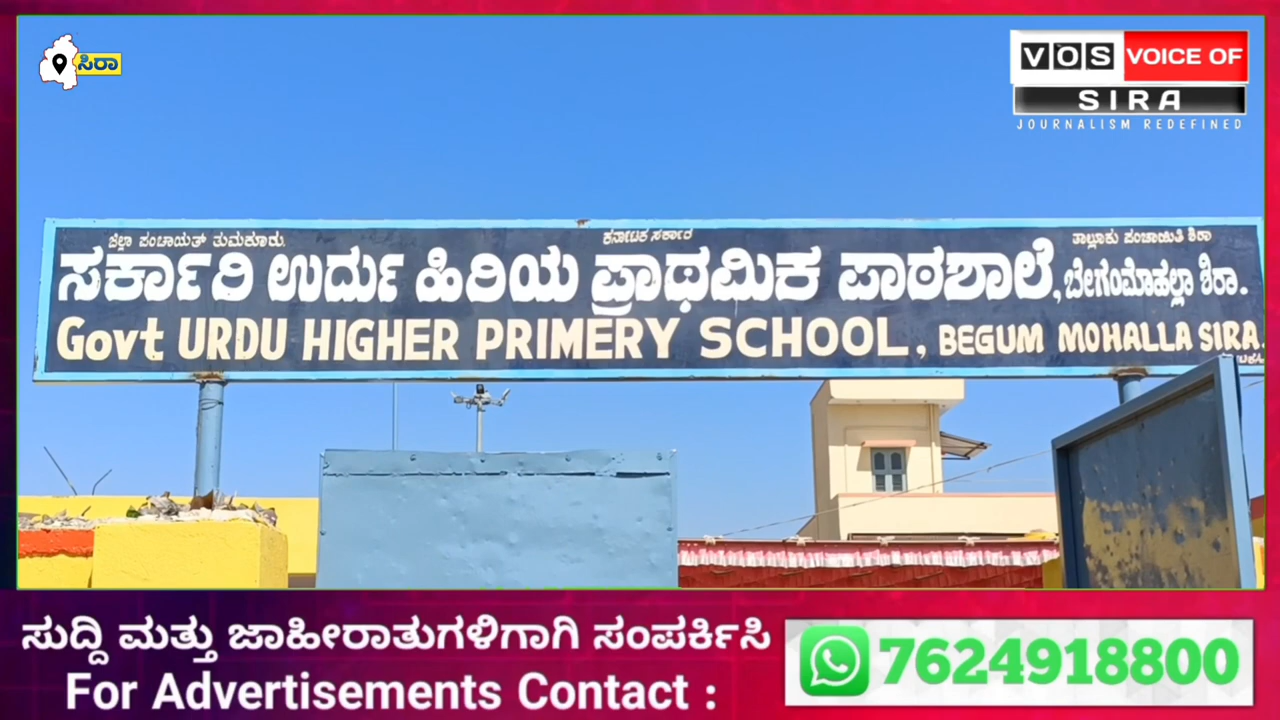 ಸಿರಾ
VOS VOICE OF
SIRA
JOURNALISM REDEFINED
ಜಿಲ್ಲಾ ಪಂಚಾಯತ್ ತುಮಕೂರು. ಕರ್ನಾಟಕ ಸರ್ಕಾರ ತಾಲ್ಲೂಕು ಪಂಚಾಯಿತಿ ಶಿರಾ
ಸರ್ಕಾರಿ ಉರ್ದು ಹಿರಿಯ ಪ್ರಾಥಮಿಕ ಪಾಠಶಾಲೆ, ಬೇಗಂಮೊಹಲ್ಲಾ ಶಿರಾ.
Govt URDU HIGHER PRIMERY SCHOOL, BEGUM MOHALLA SIRA.
ಸುದ್ದಿ ಮತ್ತು ಜಾಹೀರಾತುಗಳಿಗಾಗಿ ಸಂಪರ್ಕಿಸಿ
For Advertisements Contact :
7624918800